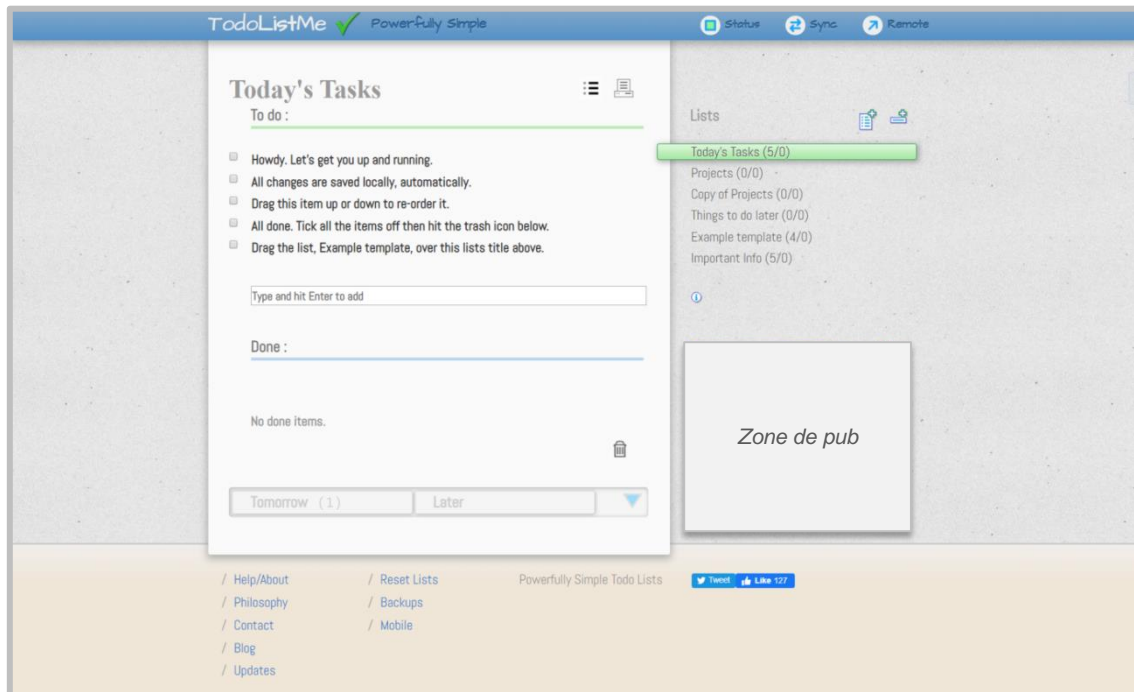 TodoListMe Powerfully Simple Status Sync Remote
Today's Tasks
To do :
Howdy. Let's get you up and running.
All changes are saved locally, automatically.
Drag this item up or down to re-order it.
All done. Tick all the items off then hit the trash icon below.
Drag the list, Example template, over this lists title above.
Type and hit Enter to add
Done :
No done items.
Tomorrow (1) Later
Lists
Today's Tasks (5/0)
Projects (0/0)
Copy of Projects (0/0)
Things to do later (0/0)
Example template (4/0)
Important Info (5/0)
Zone de pub
/ Help/About
/ Philosophy
/ Contact
/ Blog
/ Updates
/ Reset Lists
/ Backups
/ Mobile
Powerfully Simple Todo Lists
Tweet Like 127